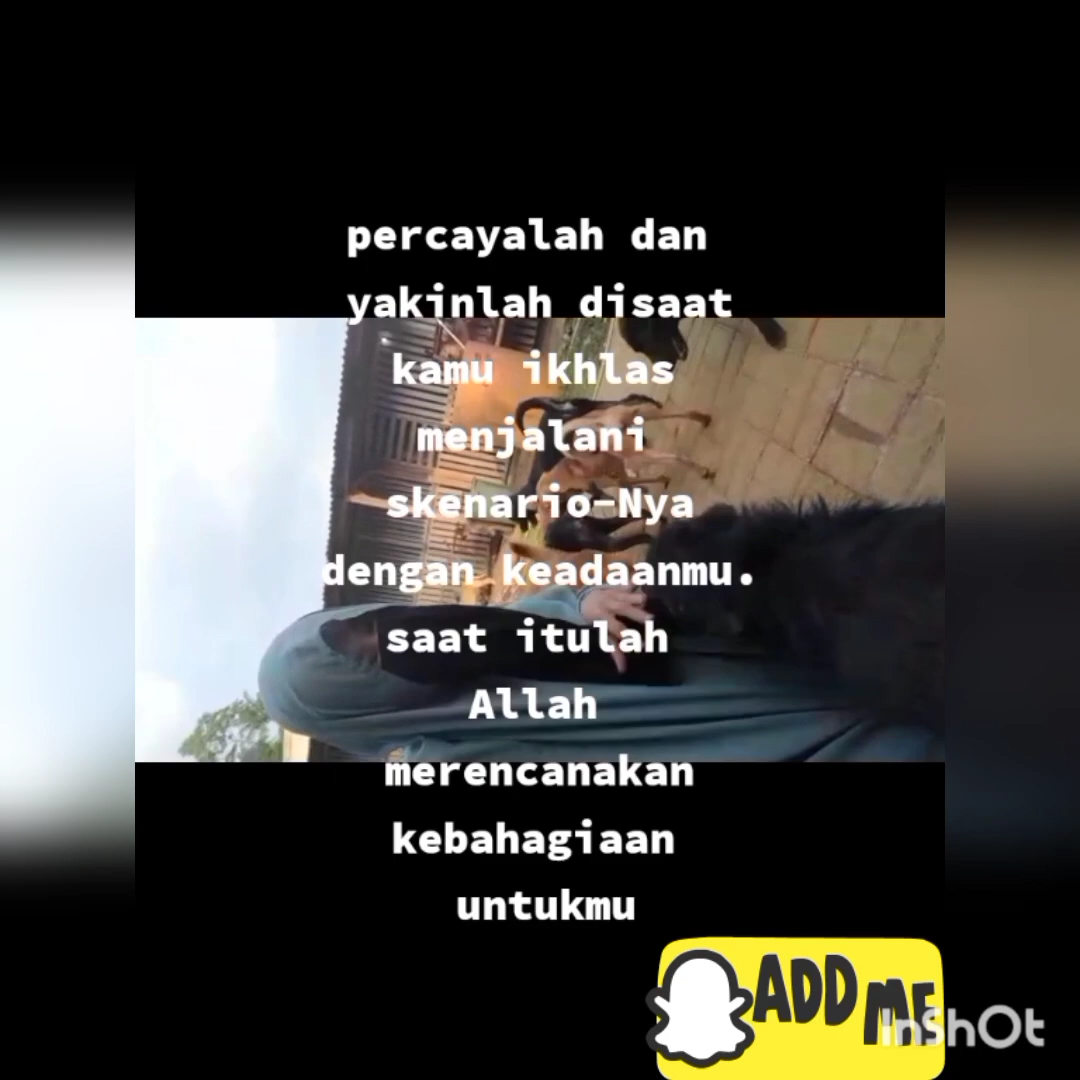 percayalah dan
yakinlah disaat
kamu ikhlas
menjalani
skenario-Nya
dengan keadaanmu.
saat itulah
Allah
merencanakan
kebahagiaan
untukmu
ADD ME
InShOt